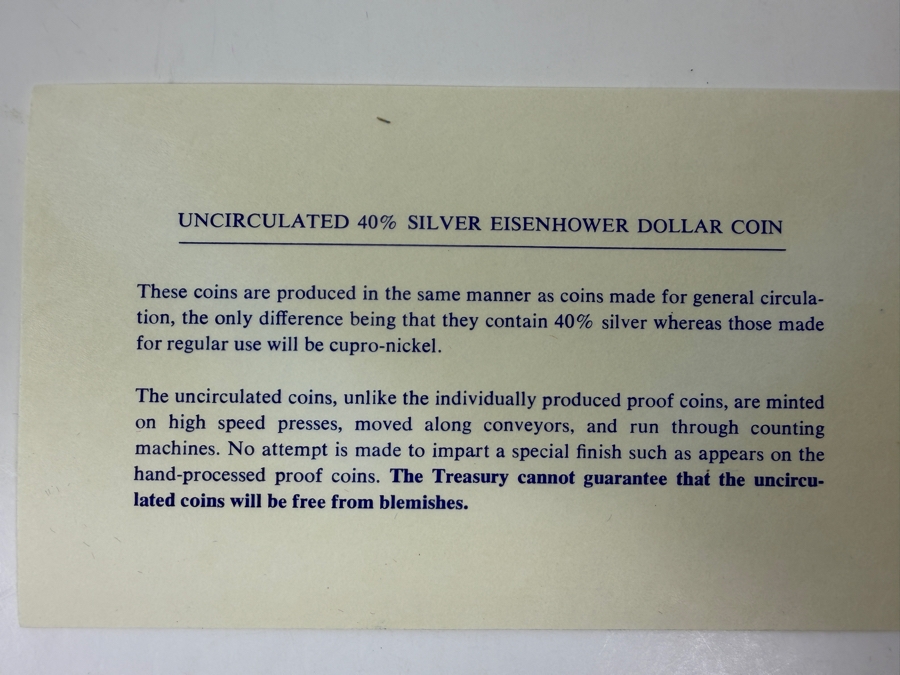 UNCIRCULATED 40% SILVER EISENHOWER DOLLAR COIN
These coins are produced in the same manner as coins made for general circula-
tion, the only difference being that they contain 40% silver whereas those made
for regular use will be cupro-nickel.
The uncirculated coins, unlike the individually produced proof coins, are minted
on high speed presses, moved along conveyors, and run through counting
machines. No attempt is made to impart a special finish such as appears on the
hand-processed proof coins. The Treasury cannot guarantee that the uncircu-
lated coins will be free from blemishes.